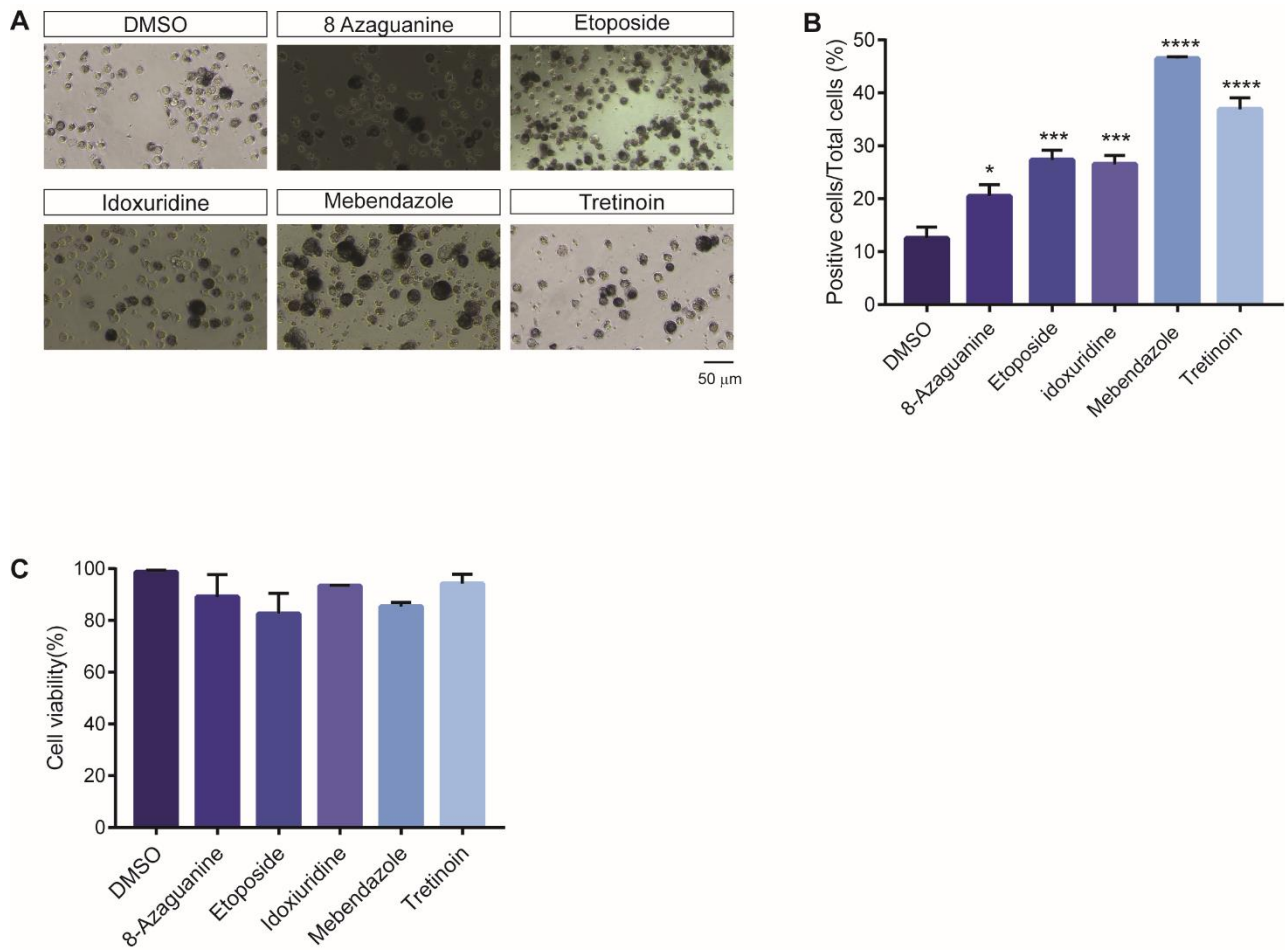 A
DMSO
8 Azaguanine
Etoposide
Idoxuridine
Mebendazole
Tretinoin
50 μm
B
Positive cells/Total cells (%)
50
40
30
20
10
0
*
***
***
****
****
DMSO
8-Azaguanine
Etoposide
idoxuridine
Mebendazole
Tretinoin
C
Cell viability(%)
100
80
60
40
20
0
DMSO
8-Azaguanine
Etoposide
Idoxiuridine
Mebendazole
Tretinoin